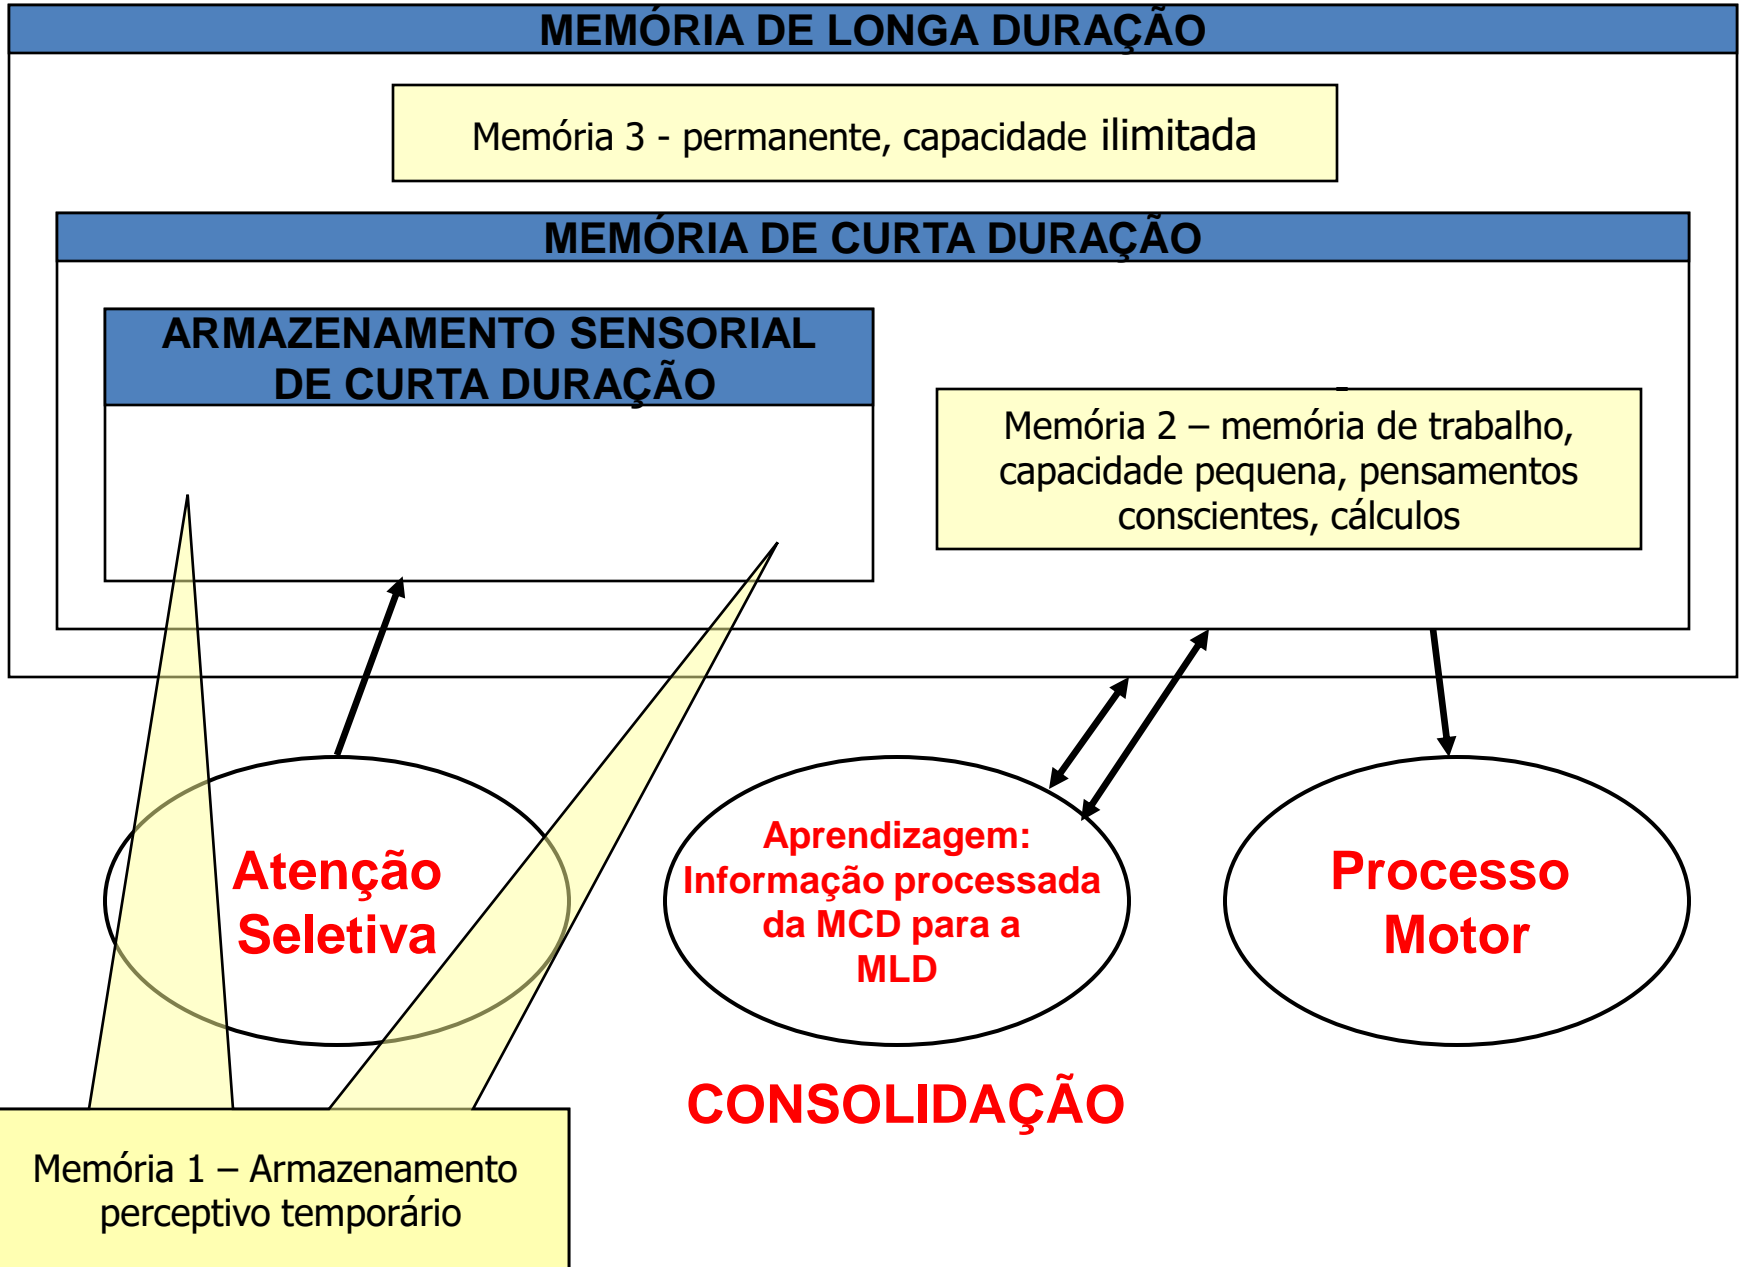 MEMÓRIA DE LONGA DURAÇÃO
Memória 3 - permanente, capacidade ilimitada
MEMÓRIA DE CURTA DURAÇÃO
ARMAZENAMENTO SENSORIAL
DE CURTA DURAÇÃO
-
Memória 2 – memória de trabalho,
capacidade pequena, pensamentos
conscientes, cálculos
Atenção
Seletiva
Aprendizagem:
Informação processada
da MCD para a
MLD
Processo
Motor
CONSOLIDAÇÃO
Memória 1 – Armazenamento
perceptivo temporário